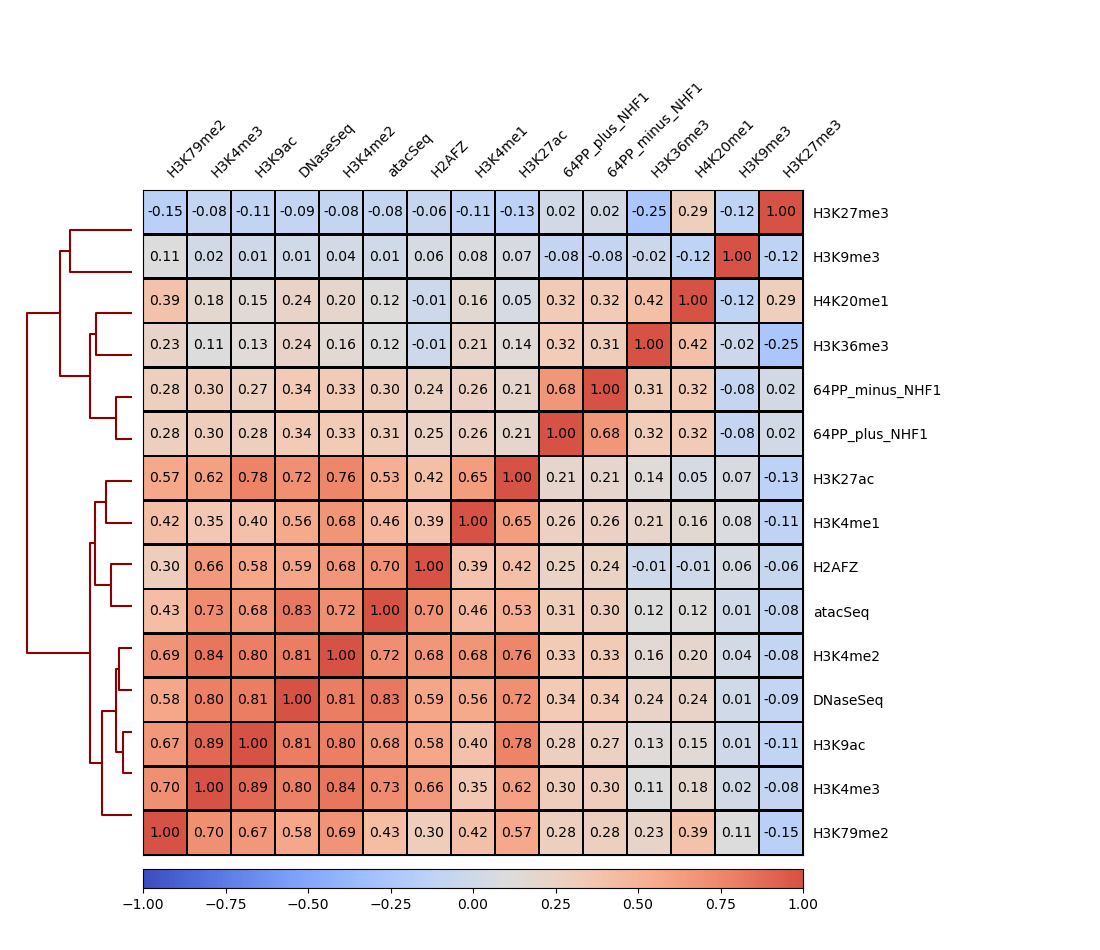 H3K79me2 H3K4me3 H3K9ac DNaseSeq H3K4me2 atacSeq H2AFZ H3K4me1 H3K27ac 64PP_plus_NHF1 64PP_minus_NHF1 H3K36me3 H4K20me1 H3K9me3 H3K27me3
-0.15 -0.08 -0.11 -0.09 -0.08 -0.08 -0.06 -0.11 -0.13 0.02 0.02 -0.25 0.29 -0.12 1.00 H3K27me3
0.11 0.02 0.01 0.01 0.04 0.01 0.06 0.08 0.07 -0.08 -0.08 -0.02 -0.12 1.00 -0.12 H3K9me3
0.39 0.18 0.15 0.24 0.20 0.12 -0.01 0.16 0.05 0.32 0.32 0.42 1.00 -0.12 0.29 H4K20me1
0.23 0.11 0.13 0.24 0.16 0.12 -0.01 0.21 0.14 0.32 0.31 1.00 0.42 -0.02 -0.25 H3K36me3
0.28 0.30 0.27 0.34 0.33 0.30 0.24 0.26 0.21 0.68 1.00 0.31 0.32 -0.08 0.02 64PP_minus_NHF1
0.28 0.30 0.28 0.34 0.33 0.31 0.25 0.26 0.21 1.00 0.68 0.32 0.32 -0.08 0.02 64PP_plus_NHF1
0.57 0.62 0.78 0.72 0.76 0.53 0.42 0.65 1.00 0.21 0.21 0.14 0.05 0.07 -0.13 H3K27ac
0.42 0.35 0.40 0.56 0.68 0.46 0.39 1.00 0.65 0.26 0.26 0.21 0.16 0.08 -0.11 H3K4me1
0.30 0.66 0.58 0.59 0.68 0.70 1.00 0.39 0.42 0.25 0.24 -0.01 -0.01 0.06 -0.06 H2AFZ
0.43 0.73 0.68 0.83 0.72 1.00 0.70 0.46 0.53 0.31 0.30 0.12 0.12 0.01 -0.08 atacSeq
0.69 0.84 0.80 0.81 1.00 0.72 0.68 0.68 0.76 0.33 0.33 0.16 0.20 0.04 -0.08 H3K4me2
0.58 0.80 0.81 1.00 0.81 0.83 0.59 0.56 0.72 0.34 0.34 0.24 0.24 0.01 -0.09 DNaseSeq
0.67 0.89 1.00 0.81 0.80 0.68 0.58 0.40 0.78 0.28 0.27 0.13 0.15 0.01 -0.11 H3K9ac
0.70 1.00 0.89 0.80 0.84 0.73 0.66 0.35 0.62 0.30 0.30 0.11 0.18 0.02 -0.08 H3K4me3
1.00 0.70 0.67 0.58 0.69 0.43 0.30 0.42 0.57 0.28 0.28 0.23 0.39 0.11 -0.15 H3K79me2
−1.00 −0.75 −0.50 −0.25 0.00 0.25 0.50 0.75 1.00